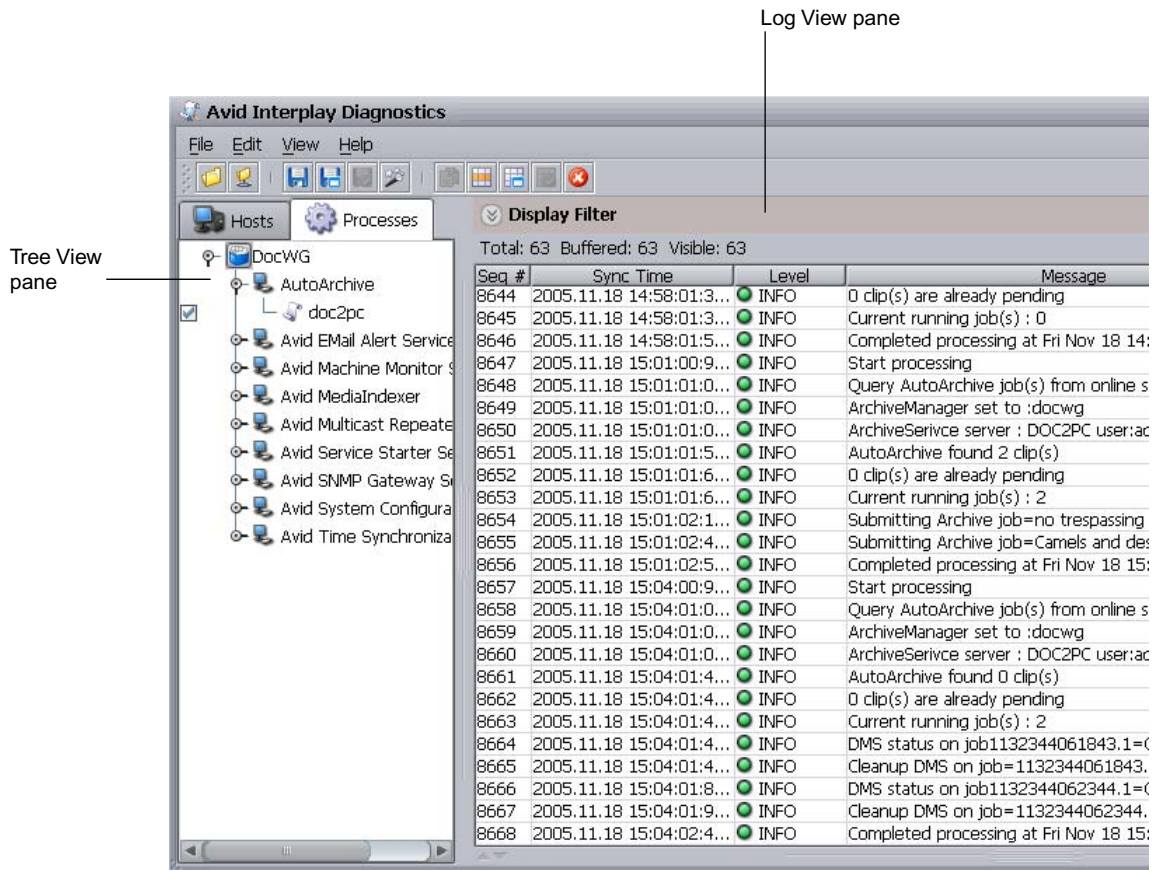 Log View pane
Avid Interplay Diagnostics
File Edit View Help
Hosts Processes
Display Filter
Tree View
pane
DocWG
AutoArchive
doc2pc
Avid EMail Alert Service
Avid Machine Monitor
Avid MediaIndexer
Avid Multicast Repeate
Avid Service Starter Se
Avid SNMP Gateway
Avid System Configura
Avid Time Synchroniza
Total: 63 Buffered: 63 Visible: 63
Seq # Sync Time Level Message
8644 2005.11.18 14:58:01:3... INFO 0 clip(s) are already pending
8645 2005.11.18 14:58:01:3... INFO Current running job(s) : 0
8646 2005.11.18 14:58:01:5... INFO Completed processing at Fri Nov 18 14:
8647 2005.11.18 15:01:00:9... INFO Start processing
8648 2005.11.18 15:01:01:0... INFO Query AutoArchive job(s) from online s
8649 2005.11.18 15:01:01:0... INFO ArchiveManager set to :docwg
8650 2005.11.18 15:01:01:0... INFO ArchiveSerivce server : DOC2PC user:ac
8651 2005.11.18 15:01:01:5... INFO AutoArchive found 2 clip(s)
8652 2005.11.18 15:01:01:6... INFO 0 clip(s) are already pending
8653 2005.11.18 15:01:01:6... INFO Current running job(s) : 2
8654 2005.11.18 15:01:02:1... INFO Submitting Archive job=no trespassing
8655 2005.11.18 15:01:02:4... INFO Submitting Archive job=Camels and des
8656 2005.11.18 15:01:02:5... INFO Completed processing at Fri Nov 18 15:
8657 2005.11.18 15:04:00:9... INFO Start processing
8658 2005.11.18 15:04:01:0... INFO Query AutoArchive job(s) from online s
8659 2005.11.18 15:04:01:0... INFO ArchiveManager set to :docwg
8660 2005.11.18 15:04:01:0... INFO ArchiveSerivce server : DOC2PC user:ac
8661 2005.11.18 15:04:01:4... INFO AutoArchive found 0 clip(s)
8662 2005.11.18 15:04:01:4... INFO 0 clip(s) are already pending
8663 2005.11.18 15:04:01:4... INFO Current running job(s) : 2
8664 2005.11.18 15:04:01:4... INFO DMS status on job1132344061843.1=
8665 2005.11.18 15:04:01:4... INFO Cleanup DMS on job=1132344061843.
8666 2005.11.18 15:04:01:8... INFO DMS status on job1132344062344.1=
8667 2005.11.18 15:04:01:9... INFO Cleanup DMS on job=1132344062344.
8668 2005.11.18 15:04:02:4... INFO Completed processing at Fri Nov 18 15: